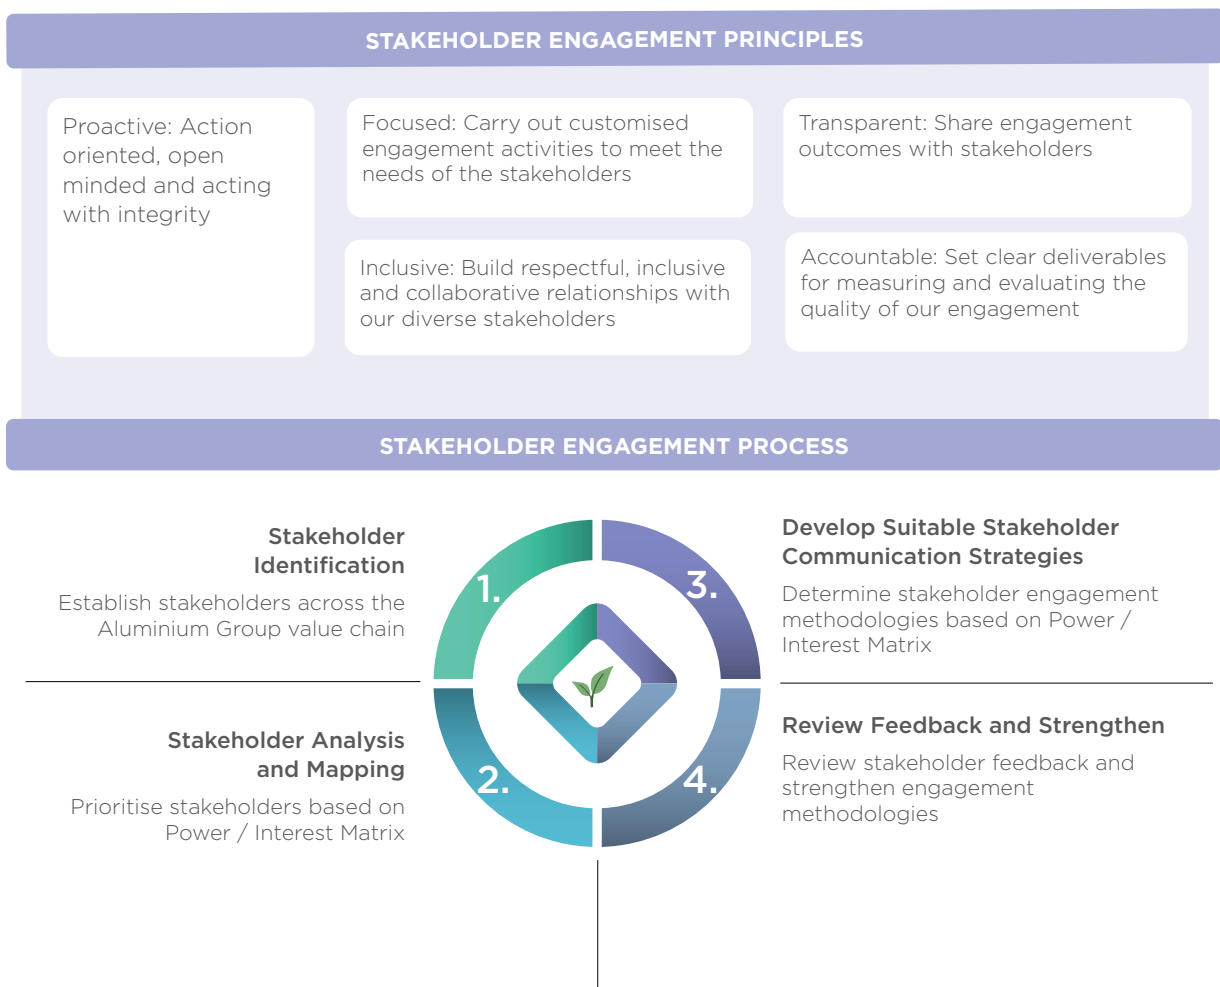 STAKEHOLDER ENGAGEMENT PRINCIPLES
Proactive: Action
oriented, open
minded and acting
with integrity
Focused: Carry out customised
engagement activities to meet the
needs of the stakeholders
Inclusive: Build respectful, inclusive
and collaborative relationships with
our diverse stakeholders
Transparent: Share engagement
outcomes with stakeholders
Accountable: Set clear deliverables
for measuring and evaluating the
quality of our engagement
STAKEHOLDER ENGAGEMENT PROCESS
1.
Stakeholder
Identification
Establish stakeholders across the
Aluminium Group value chain
2.
Stakeholder Analysis
and Mapping
Prioritise stakeholders based on
Power / Interest Matrix
3.
Develop Suitable Stakeholder
Communication Strategies
Determine stakeholder engagement
methodologies based on Power /
Interest Matrix
4.
Review Feedback and Strengthen
Review stakeholder feedback and
strengthen engagement
methodologies